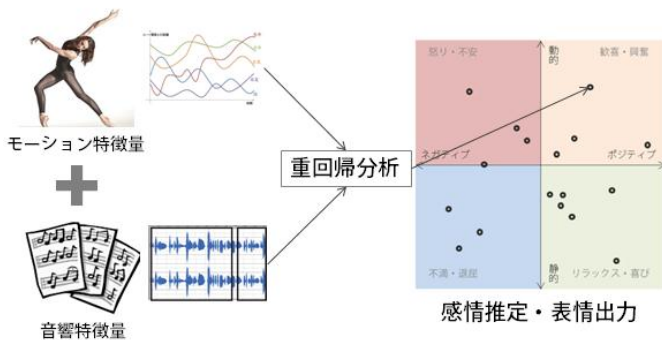 モーション特徴量
音響特徴量
重回帰分析
怒り・不安
動的
歓喜・興奮
ネガティブ
ポジティブ
不満・退屈
静的
リラックス・喜び
感情推定・表情出力